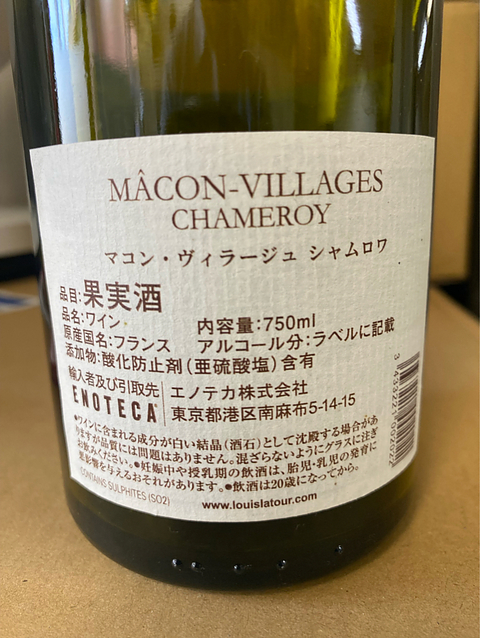 MÂCON-VILLAGES
CHAMEROY
マコン・ヴィラージュ シャムロワ
品目:果実酒
品名:ワイン 内容量:750ml
原産国名:フランス アルコール分:ラベルに記載
添加物:酸化防止剤(亜硫酸塩)含有
輸入者及び引取先 エノテカ株式会社
ENOTECA 東京都港区南麻布5-14-15
●ワインに含まれる成分が白い結晶(酒石)として沈殿する場合があ
りますが品質には問題はありません。混ざらないようにグラスに注ぎ
お飲みください。●妊娠中や授乳期の飲酒は、胎児・乳児の発育に
悪影響を与えるおそれがあります。●飲酒は20歳になってから。
CONTAINS SULPHITES (SO2)
www.louislatour.com